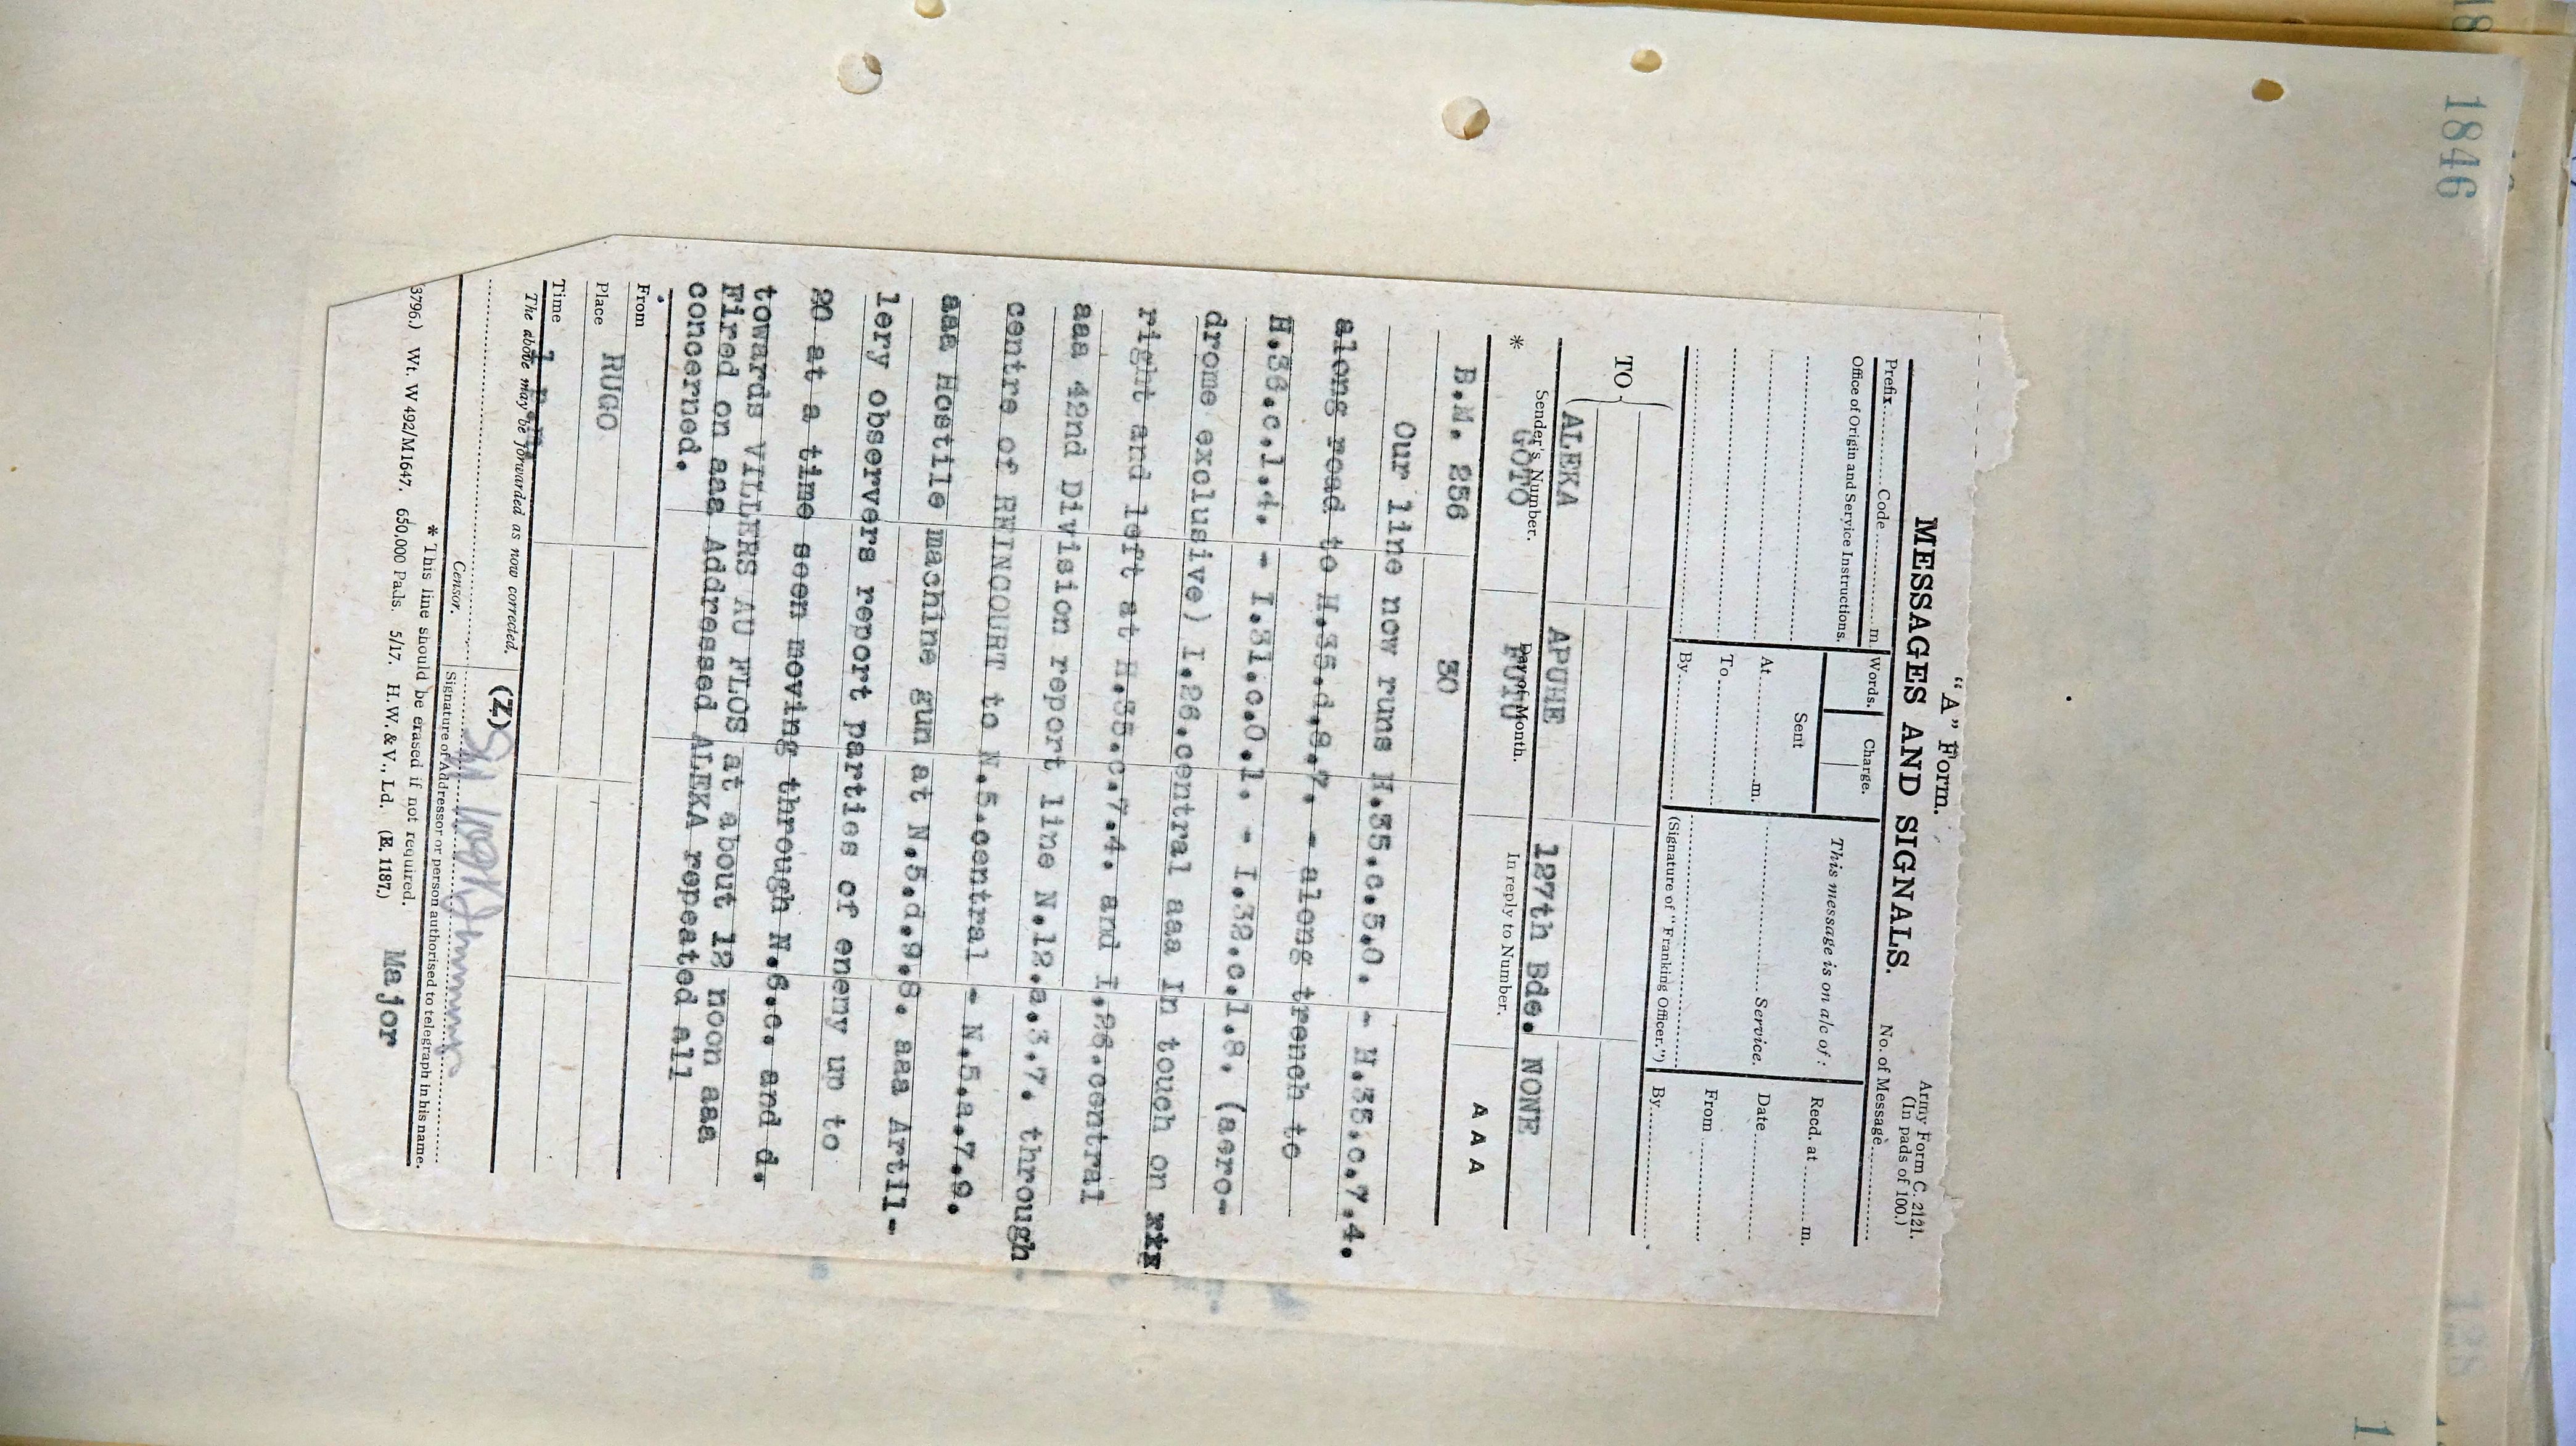 1846
"A" Form.
Army Form C. 2121.
(In pads of 100.)
MESSAGES AND SIGNALS.
No. of Message
Prefix Code m.
Words.
Charge.
This message is on a/c of:
Recd. at m.
Office of Origin and Service Instructions.
Sent
At m.
Service.
Date
To
From
By
(Signature of "Franking Officer.")
By
TO
ALEKA APUHE 127th Bde. NONE
GOTO FUTU
* Sender's Number. Day of Month. In reply to Number.
A A A
B.M. 256 30
Our line now runs H.35.c.5.0. - H.35.c.7.4.
along road to H.36.d.8.7. - along trench to
H.36.c.1.4. - I.31.c.0.1. - I.32.c.1.8. (aero-
drome exclusive) I.26.central aaa In touch on
right and left at H.35.c.7.4. and I.26.central
aaa 42nd Division report line N.12.a.3.7. through
centre of REINCOURT to N.5.central - N.5.a.7.9.
aaa Hostile machine gun at N.5.d.9.8. aaa Artil-
lery observers report parties of enemy up to
20 at a time seen moving through N.6.c. and d.
towards VILLERS AU FLOS at about 12 noon aaa
Fired on aaa Addressed ALEKA repeated all
concerned.
From
Place RUGO
Time 1 p.m.
The above may be forwarded as now corrected. (Z)
Censor. Signature of Addressor or person authorised to telegraph in his name.
* This line should be erased if not required.
3796.) Wt. W 492/M1647. 650,000 Pads. 5/17. H.W.&V., Ld. (E. 1187.)
Major